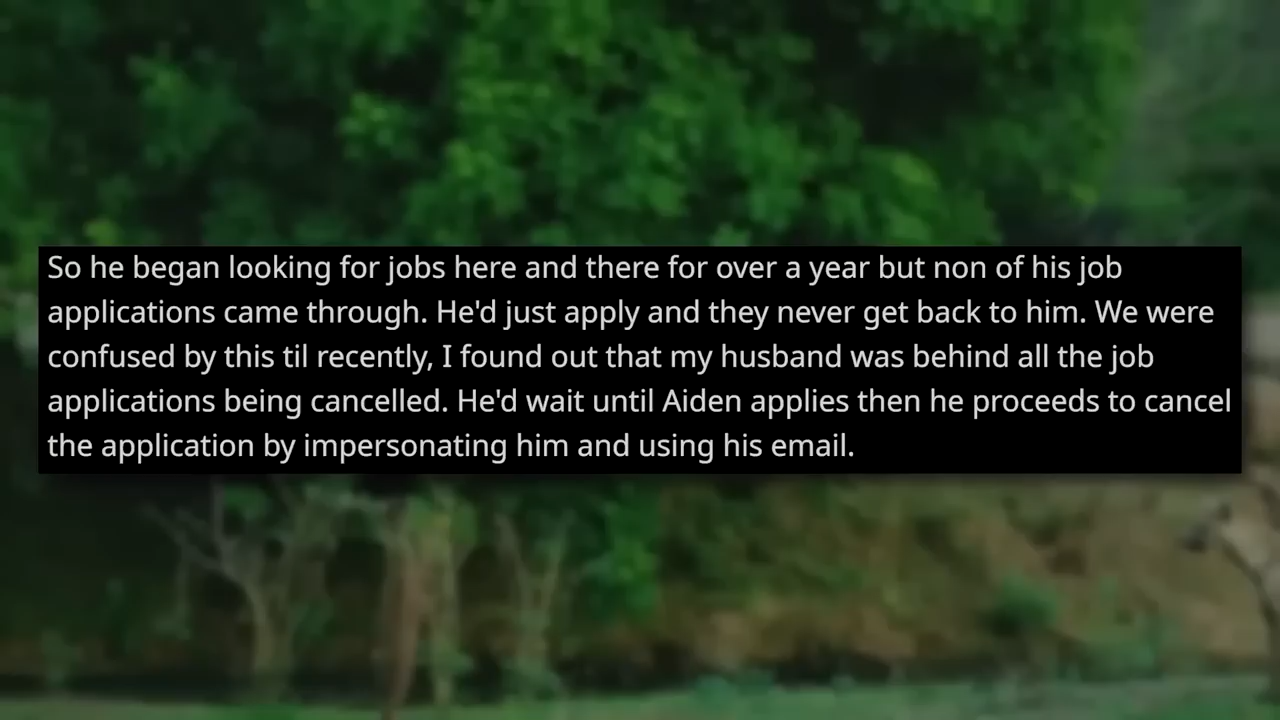 So he began looking for jobs here and there for over a year but non of his job
applications came through. He'd just apply and they never get back to him. We were
confused by this til recently, I found out that my husband was behind all the job
applications being cancelled. He'd wait until Aiden applies then he proceeds to cancel
the application by impersonating him and using his email.